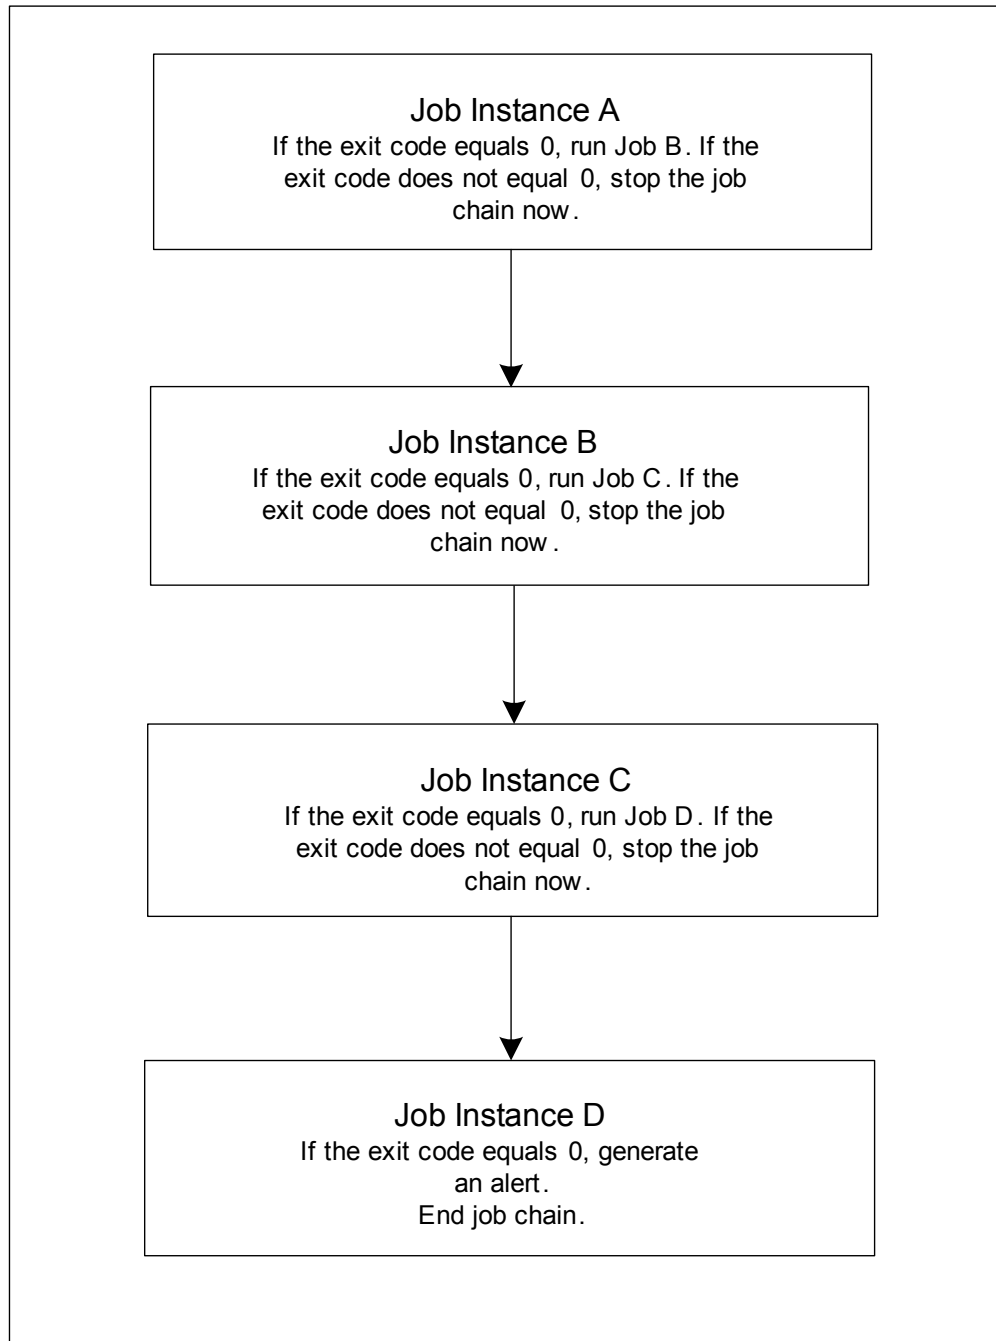 Job Instance A
If the exit code equals 0, run Job B. If the
exit code does not equal 0, stop the job
chain now.
Job Instance B
If the exit code equals 0, run Job C. If the
exit code does not equal 0, stop the job
chain now.
Job Instance C
If the exit code equals 0, run Job D. If the
exit code does not equal 0, stop the job
chain now.
Job Instance D
If the exit code equals 0, generate
an alert.
End job chain.